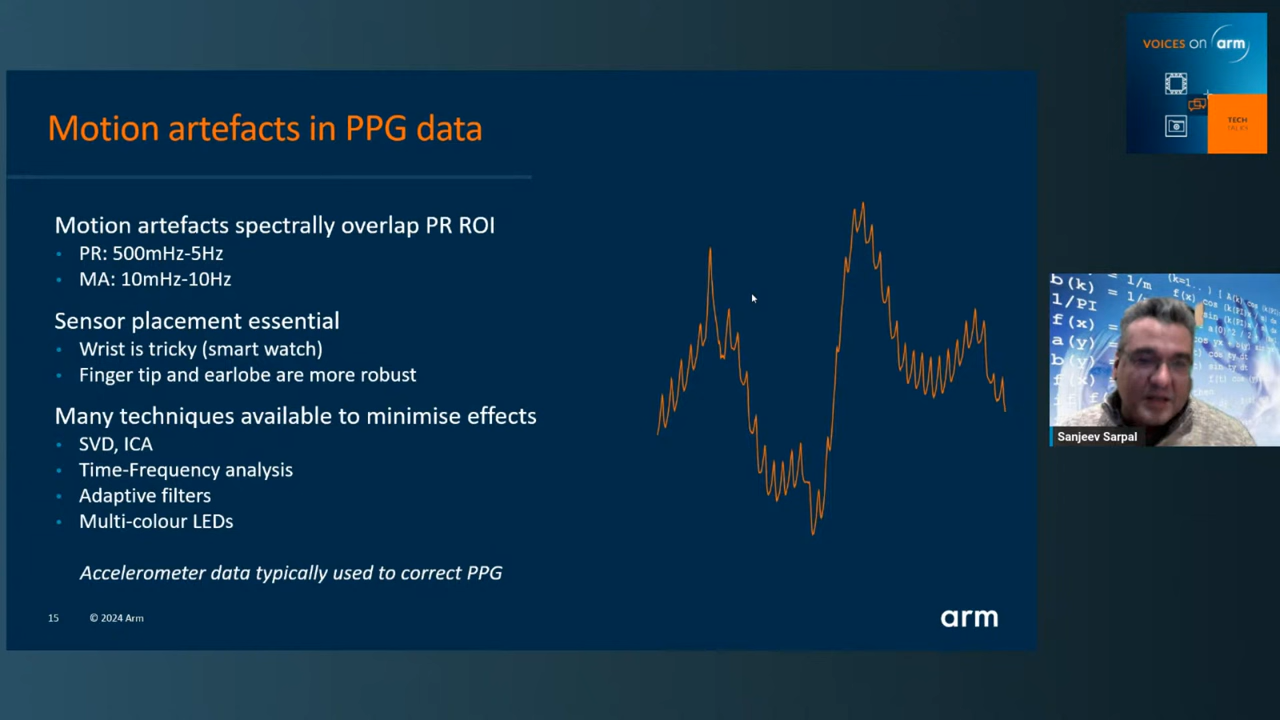 VOICES on arm
TECH
TALKS
Motion artefacts in PPG data
Motion artefacts spectrally overlap PR ROI
• PR: 500mHz-5Hz
• MA: 10mHz-10Hz
Sensor placement essential
• Wrist is tricky (smart watch)
• Finger tip and earlobe are more robust
Many techniques available to minimise effects
• SVD, ICA
• Time-Frequency analysis
• Adaptive filters
• Multi-colour LEDs
Accelerometer data typically used to correct PPG
15 © 2024 Arm
arm
b(k)
1/PI
f(x)
a(y)
b(y)
Sanjeev Sarpal